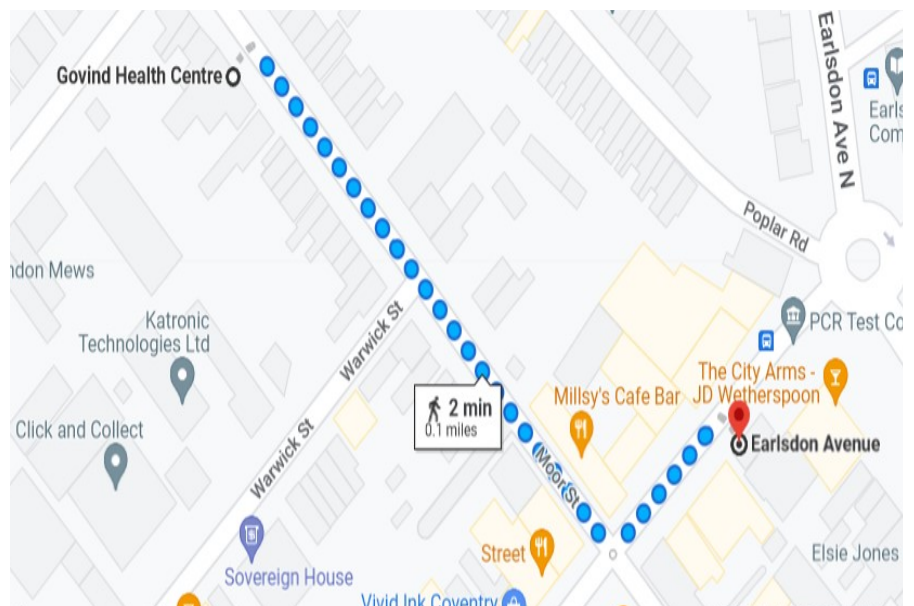 Earlsdon Ave N
Govind Health Centre
Earls
Com
Poplar Rd
ndon Mews
Katronic
Technologies Ltd
Warwick St
PCR Test Co
The City Arms -
JD Wetherspoon
2 min
0.1 miles
Millsy's Cafe Bar
Click and Collect
Earlsdon Avenue
Moor St
Warwick St
Street
Elsie Jones
Sovereign House
Vivid Ink Coventry